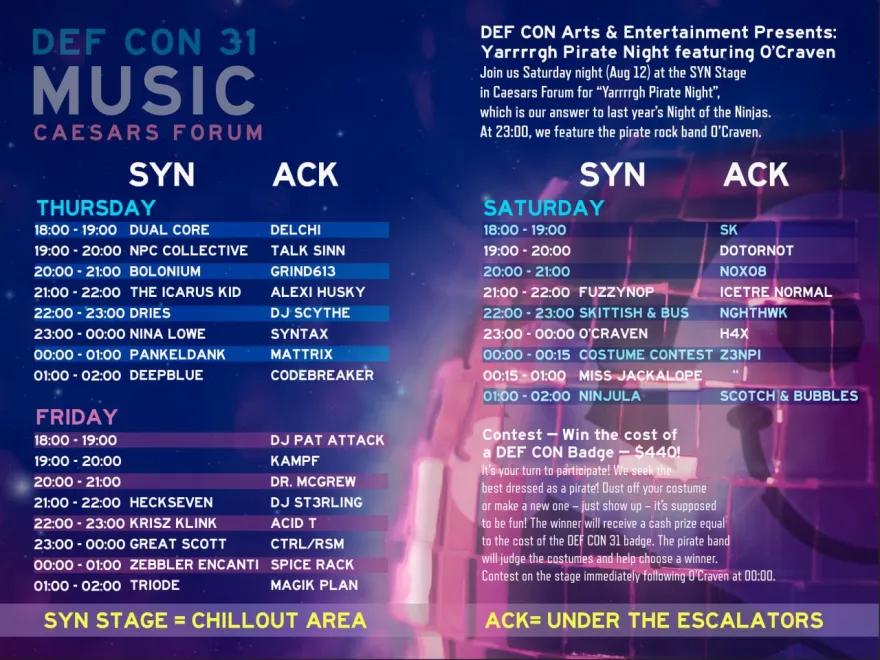 DEF CON 31
MUSIC
CAESARS FORUM
SYN ACK
THURSDAY
18:00 - 19:00 DUAL CORE DELCHI
19:00 - 20:00 NPC COLLECTIVE TALK SINN
20:00 - 21:00 BOLONIUM GRIND613
21:00 - 22:00 THE ICARUS KID ALEXI HUSKY
22:00 - 23:00 DRIES DJ SCYTHE
23:00 - 00:00 NINA LOWE SYNTAX
00:00 - 01:00 PANKELDANK MATTRIX
01:00 - 02:00 DEEPBLUE CODEBREAKER
FRIDAY
18:00 - 19:00 DJ PAT ATTACK
19:00 - 20:00 KAMPF
20:00 - 21:00 DR. MCGREW
21:00 - 22:00 HECKSEVEN DJ ST3RLING
22:00 - 23:00 KRISZ KLINK ACID T
23:00 - 00:00 GREAT SCOTT CTRL/RSM
00:00 - 01:00 ZEBBLER ENCANTI SPICE RACK
01:00 - 02:00 TRIODE MAGIK PLAN
SYN STAGE = CHILLOUT AREA
DEF CON Arts & Entertainment Presents:
Yarrrrgh Pirate Night featuring O'Craven
Join us Saturday night (Aug 12) at the SYN Stage
in Caesars Forum for “Yarrrrgh Pirate Night”,
which is our answer to last year's Night of the Ninjas.
At 23:00, we feature the pirate rock band O'Craven.
SYN ACK
SATURDAY
18:00 - 19:00 SK
19:00 - 20:00 DOTORNOT
20:00 - 21:00 NOX08
21:00 - 22:00 FUZZYNOP ICETRE NORMAL
22:00 - 23:00 SKITTISH & BUS NGHTHWK
23:00 - 00:00 O'CRAVEN H4X
00:00 - 00:15 COSTUME CONTEST Z3NPI
00:15 - 01:00 MISS JACKALOPE “
01:00 - 02:00 NINJULA SCOTCH & BUBBLES
Contest – Win the cost of
a DEF CON Badge – $440!
It's your turn to participate! We seek the
best dressed as a pirate! Dust off your costume
or make a new one – just show up – it's supposed
to be fun! The winner will receive a cash prize equal
to the cost of the DEF CON 31 badge. The pirate band
will judge the costumes and help choose a winner.
Contest on the stage immediately following O'Craven at 00:00.
ACK= UNDER THE ESCALATORS